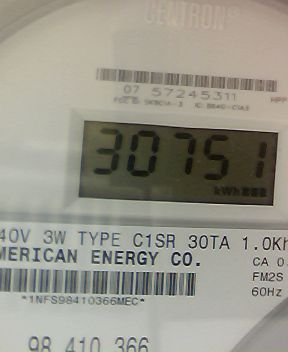 CENTRON®
07 57245311
30751
kWh
40V 3W TYPE C1SR 30TA 1.0Kh
MERICAN ENERGY CO.
CA 0
FM2S
60Hz
*1NFS98410366MEC*
98 410 366